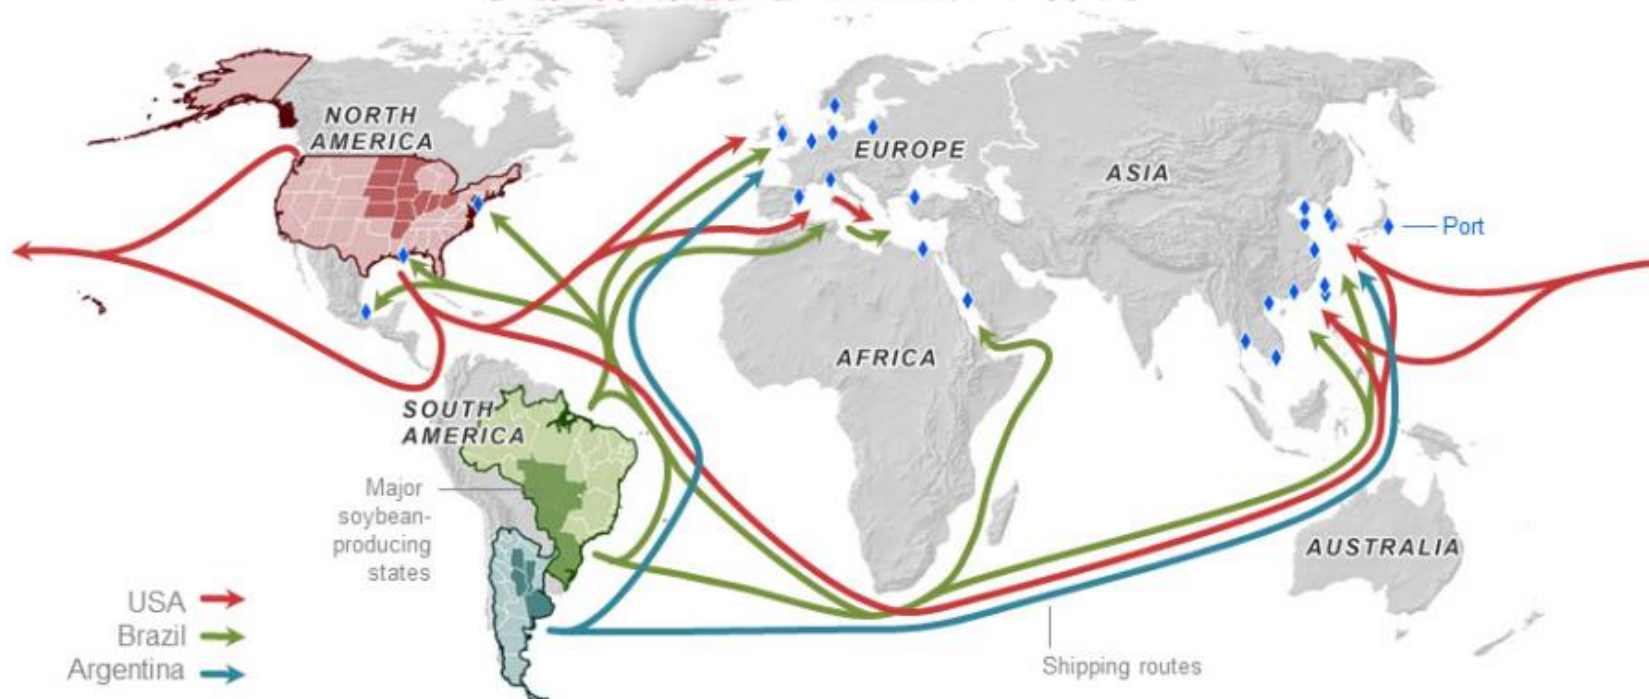 NORTH
AMERICA
EUROPE
ASIA
Port
AFRICA
SOUTH
AMERICA
Major
soybean-
producing
states
AUSTRALIA
USA
Brazil
Argentina
Shipping routes